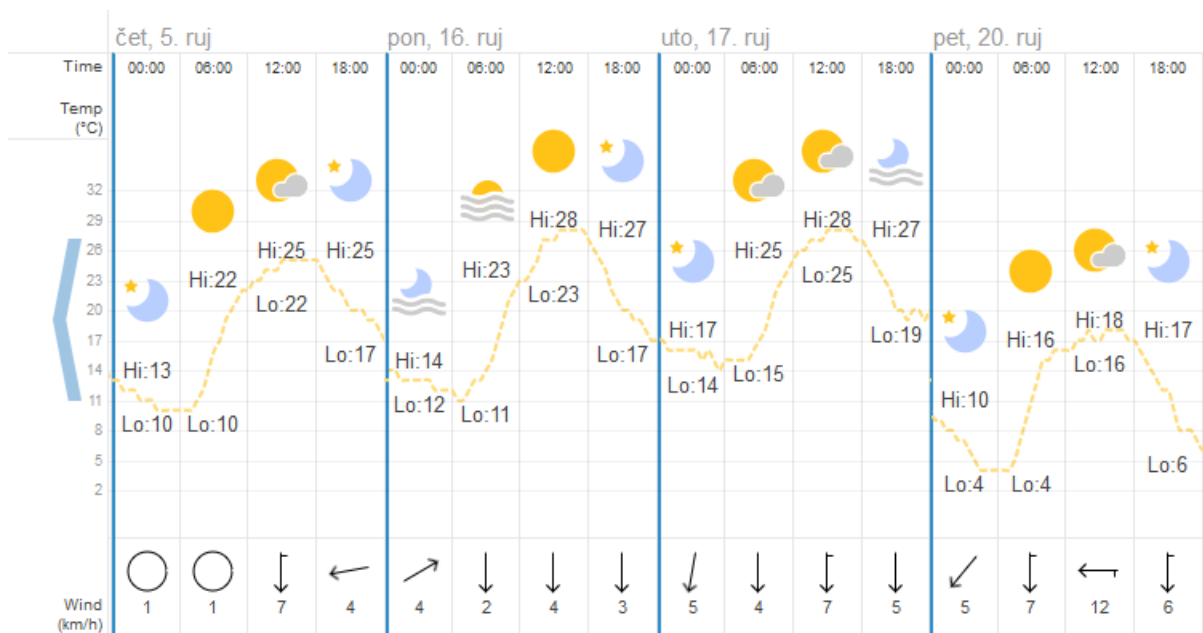 čet, 5. ruj pon, 16. ruj uto, 17. ruj pet, 20. ruj
Time 00:00 06:00 12:00 18:00 00:00 06:00 12:00 18:00 00:00 06:00 12:00 18:00 00:00 06:00 12:00 18:00
Temp
(°C)
32
29
26
23
20
17
14
11
8
5
2
Hi:13 Hi:22 Hi:25 Hi:25 Hi:14 Hi:23 Hi:28 Hi:27 Hi:17 Hi:25 Hi:28 Hi:27 Hi:10 Hi:16 Hi:18 Hi:17
Lo:10 Lo:10 Lo:22 Lo:17 Lo:12 Lo:11 Lo:23 Lo:17 Lo:14 Lo:15 Lo:25 Lo:19 Lo:4 Lo:4 Lo:16 Lo:6
Wind 1 1 7 4 4 2 4 3 5 4 7 5 5 7 12 6
(km/h)